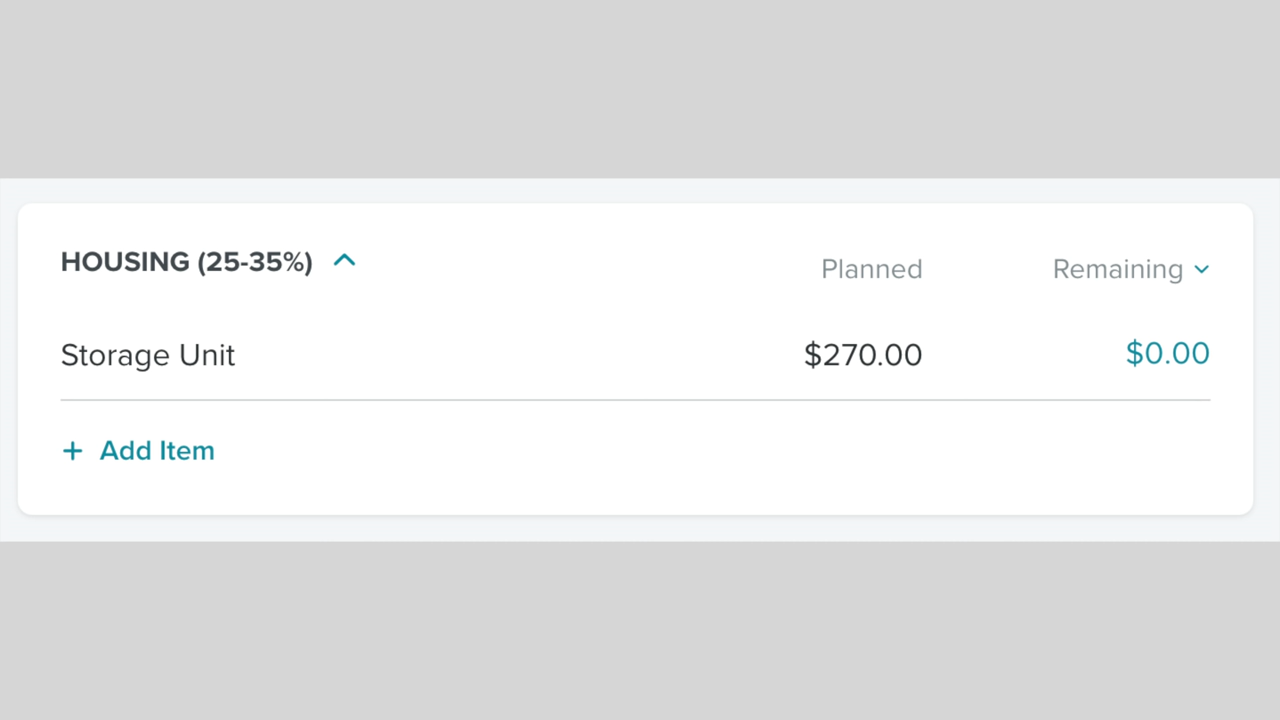 HOUSING (25-35%) Planned Remaining
Storage Unit $270.00 $0.00
+ Add Item